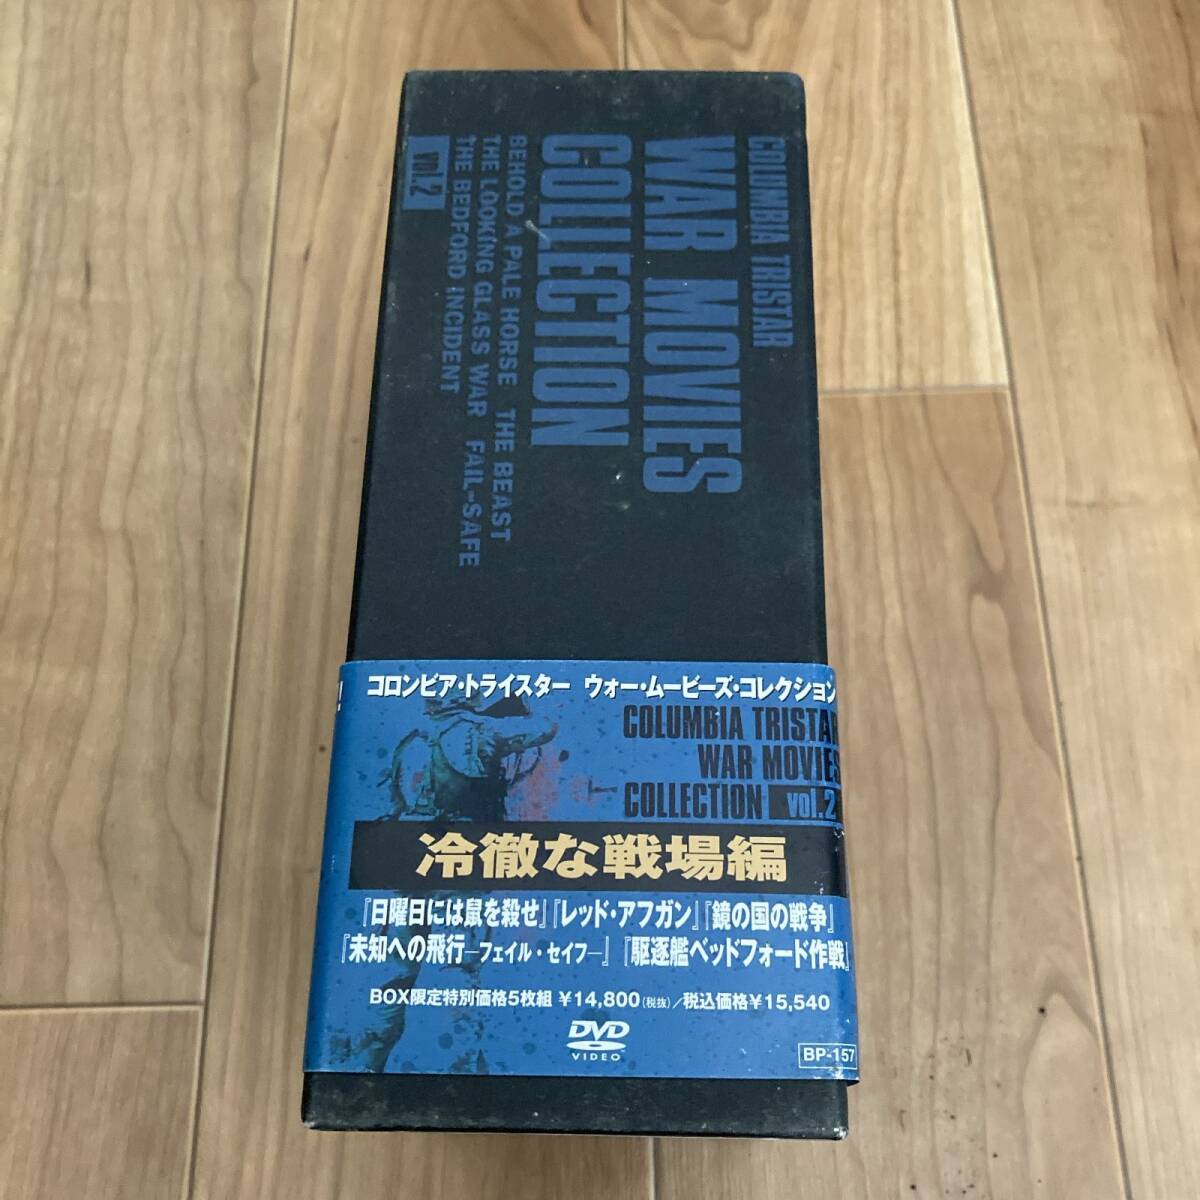 COLUMBIA TRISTAR
WAR MOVIES
COLLECTION
BEHOLD A PALE HORSE THE BEAST
THE LOOKING GLASS WAR FAIL-SAFE
THE BEDFORD INCIDENT
vol.2
!
コロンビア・トライスター ウォー・ムービーズ・コレクション
COLUMBIA TRISTAR
WAR MOVIES
COLLECTION vol.2
冷徹な戦場編
『日曜日には鼠を殺せ』『レッド・アフガン』『鏡の国の戦争』
『未知への飛行―フェイル・セイフ―』『駆逐艦ベッドフォード作戦』
BOX限定特別価格5枚組 ¥14,800(税抜)/税込価格¥15,540
DVD
VIDEO
BP-157